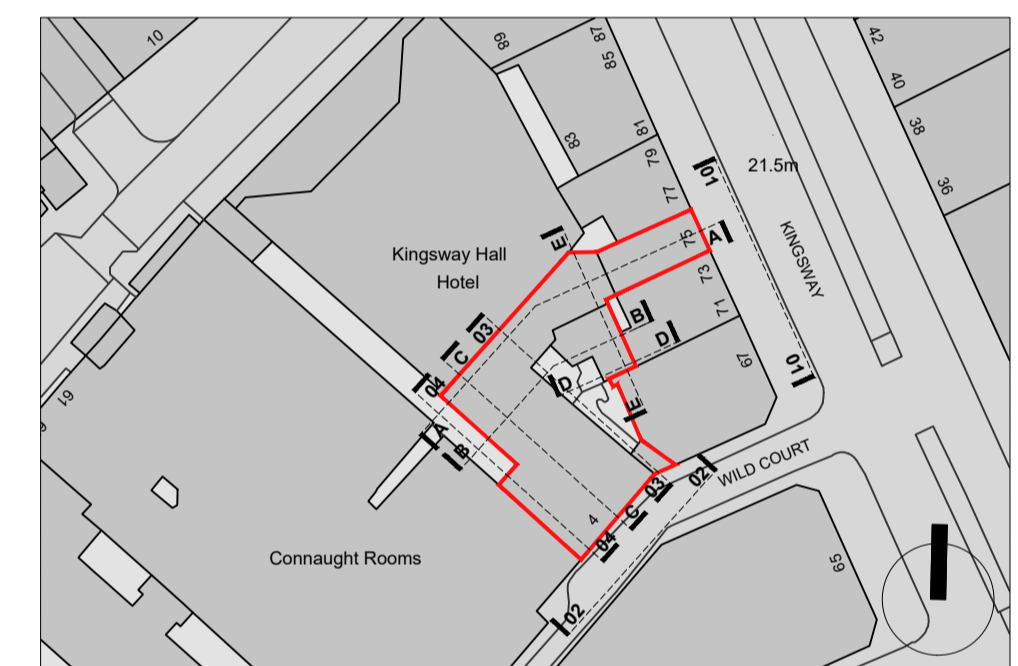 10
89
87
85
42
40
83
81
38
79
01
21.5m
36
77
E
75
A
Kingsway Hall
Hotel
KINGSWAY
73
71
B
03
D
C
67
01
04
D
61
E
A
B
WILD COURT
02
03
4
C
04
Connaught Rooms
65
02